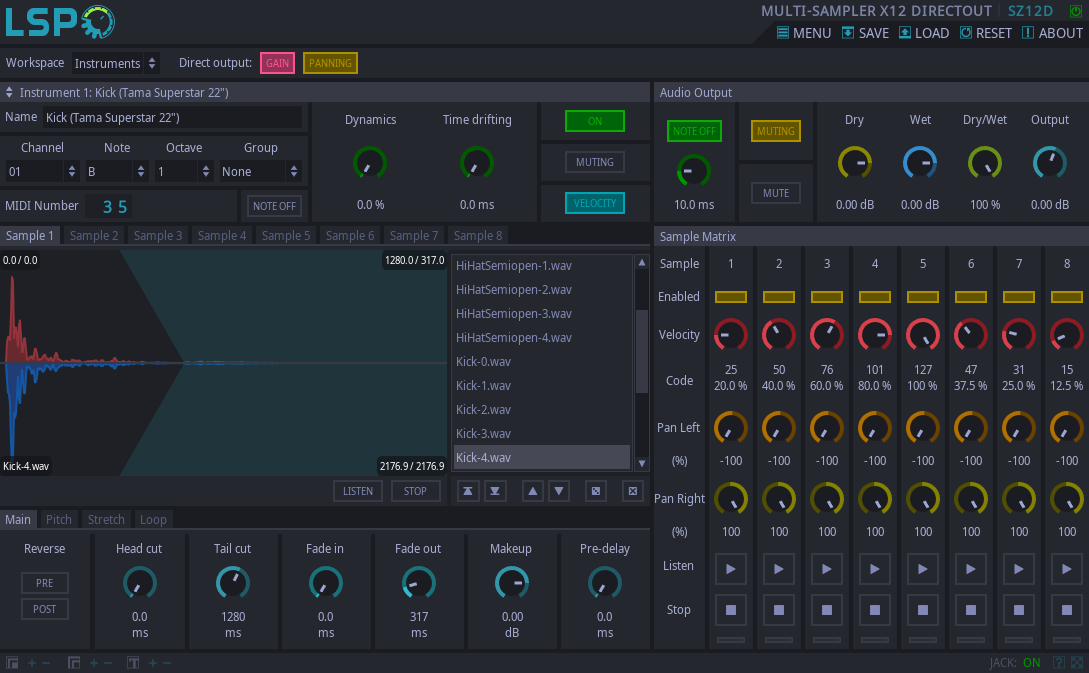 LSP
MULTI-SAMPLER X12 DIRECTOUT SZ12D
MENU SAVE LOAD RESET ABOUT
Workspace Instruments Direct output: GAIN PANNING
Instrument 1: Kick (Tama Superstar 22")
Name Kick (Tama Superstar 22")
Channel Note Octave Group
01 B 1 None
MIDI Number 35 NOTE OFF
Dynamics Time drifting
0.0 % 0.0 ms
ON
MUTING
VELOCITY
Audio Output
NOTE OFF
10.0 ms
MUTING
MUTE
Dry Wet Dry/Wet Output
0.00 dB 0.00 dB 100 % 0.00 dB
Sample 1 Sample 2 Sample 3 Sample 4 Sample 5 Sample 6 Sample 7 Sample 8
0.0 / 0.0 1280.0 / 317.0
Kick-4.wav 2176.9 / 2176.9
HiHatSemiopen-1.wav
HiHatSemiopen-2.wav
HiHatSemiopen-3.wav
HiHatSemiopen-4.wav
Kick-0.wav
Kick-1.wav
Kick-2.wav
Kick-3.wav
Kick-4.wav
LISTEN STOP
Main Pitch Stretch Loop
Reverse Head cut Tail cut Fade in Fade out Makeup Pre-delay
PRE
POST
0.0 1280 0.0 317 0.00 0.0
ms ms ms ms dB ms
Sample Matrix
Sample 1 2 3 4 5 6 7 8
Enabled
Velocity
Code 25 50 76 101 127 47 31 15
20.0 % 40.0 % 60.0 % 80.0 % 100 % 37.5 % 25.0 % 12.5 %
Pan Left
(%) -100 -100 -100 -100 -100 -100 -100 -100
Pan Right
(%) 100 100 100 100 100 100 100 100
Listen
Stop
JACK: ON